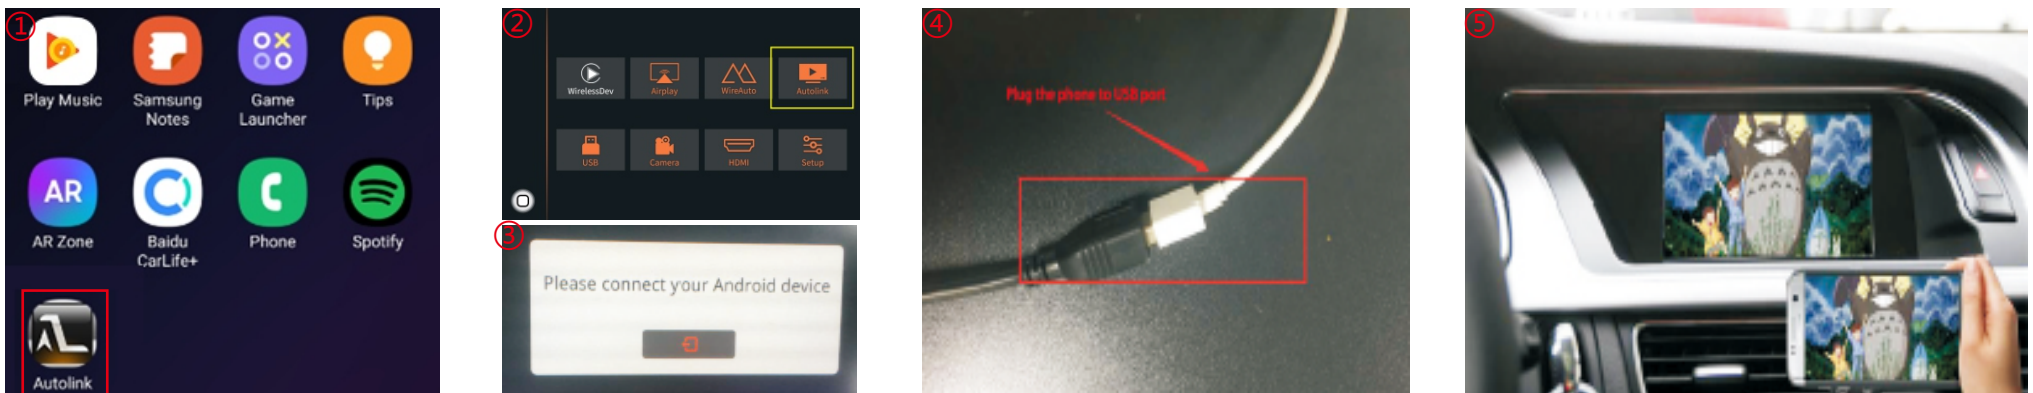 ①
Play Music
Samsung
Notes
Game
Launcher
Tips
AR
AR Zone
Baidu
CarLife+
Phone
Spotify
Autolink
②
WirelessDev
Airplay
WireAuto
Autolink
USB
Camera
HDMI
Setup
③
Please connect your Android device
④
Plug the phone to USB port
⑤